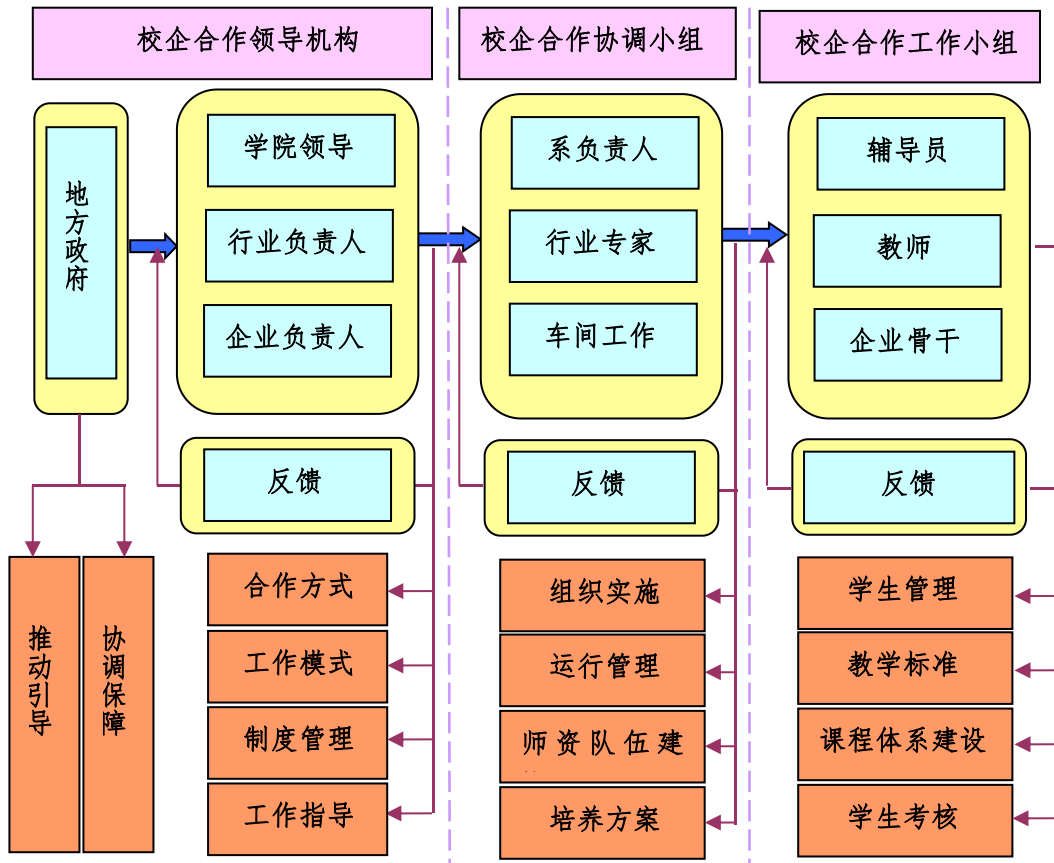 校企合作领导机构
校企合作协调小组
校企合作工作小组
地方政府
学院领导
行业负责人
企业负责人
系负责人
行业专家
车间工作
辅导员
教师
企业骨干
反馈
反馈
反馈
推动引导
协调保障
合作方式
工作模式
制度管理
工作指导
组织实施
运行管理
师资队伍建
培养方案
学生管理
教学标准
课程体系建设
学生考核